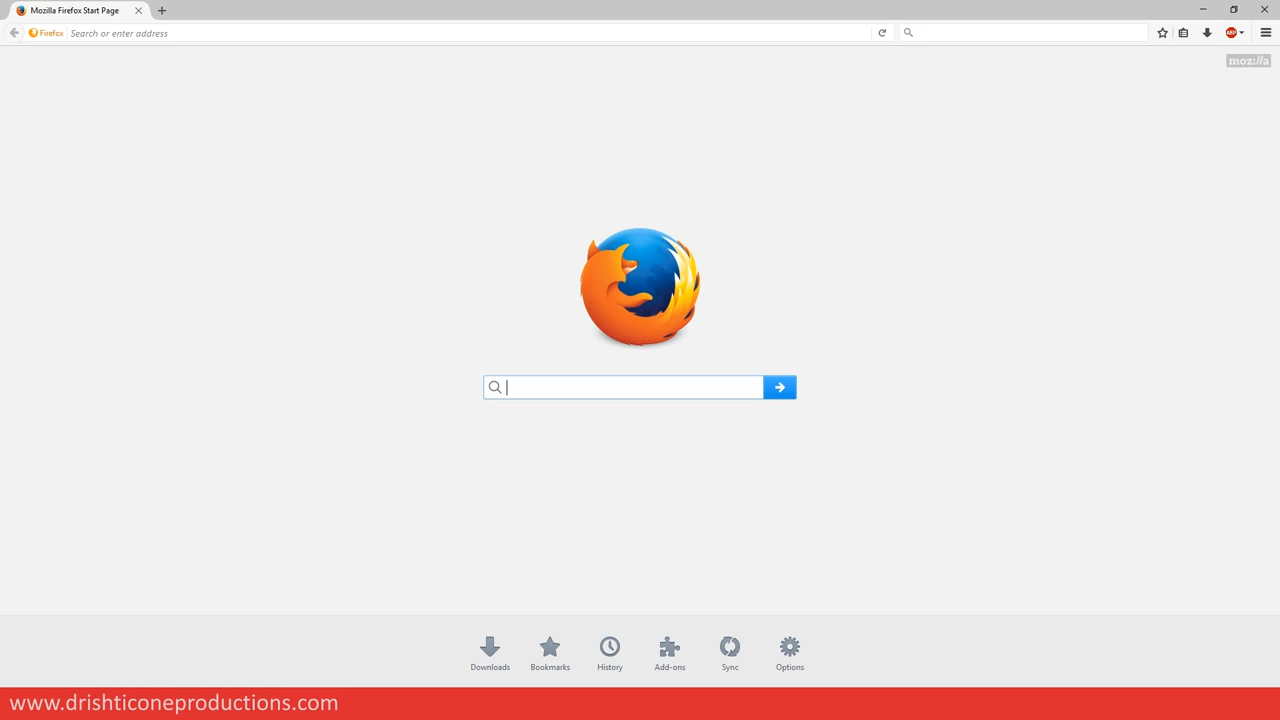 Mozilla Firefox Start Page
Firefox
Search or enter address
ABP
moz://a
Downloads
Bookmarks
History
Add-ons
Sync
Options
www.drishticoneproductions.com